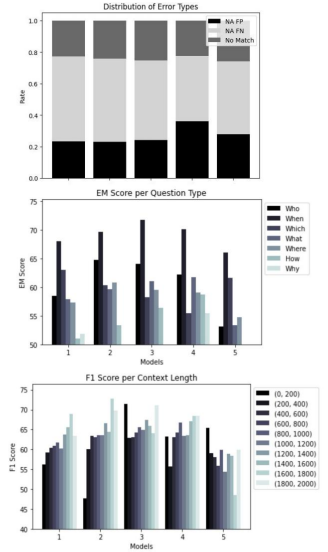 Distribution of Error Types
1.0
0.8
0.6
0.4
0.2
0.0
Rate
NA FP
NA FN
No Match
EM Score per Question Type
75
70
65
60
55
50
EM Score
1 2 3 4 5
Models
Who
When
Which
What
Where
How
Why
F1 Score per Context Length
75
70
65
60
55
50
45
40
F1 Score
1 2 3 4 5
Models
(0, 200)
(200, 400)
(400, 600)
(600, 800)
(800, 1000)
(1000, 1200)
(1200, 1400)
(1400, 1600)
(1600, 1800)
(1800, 2000)